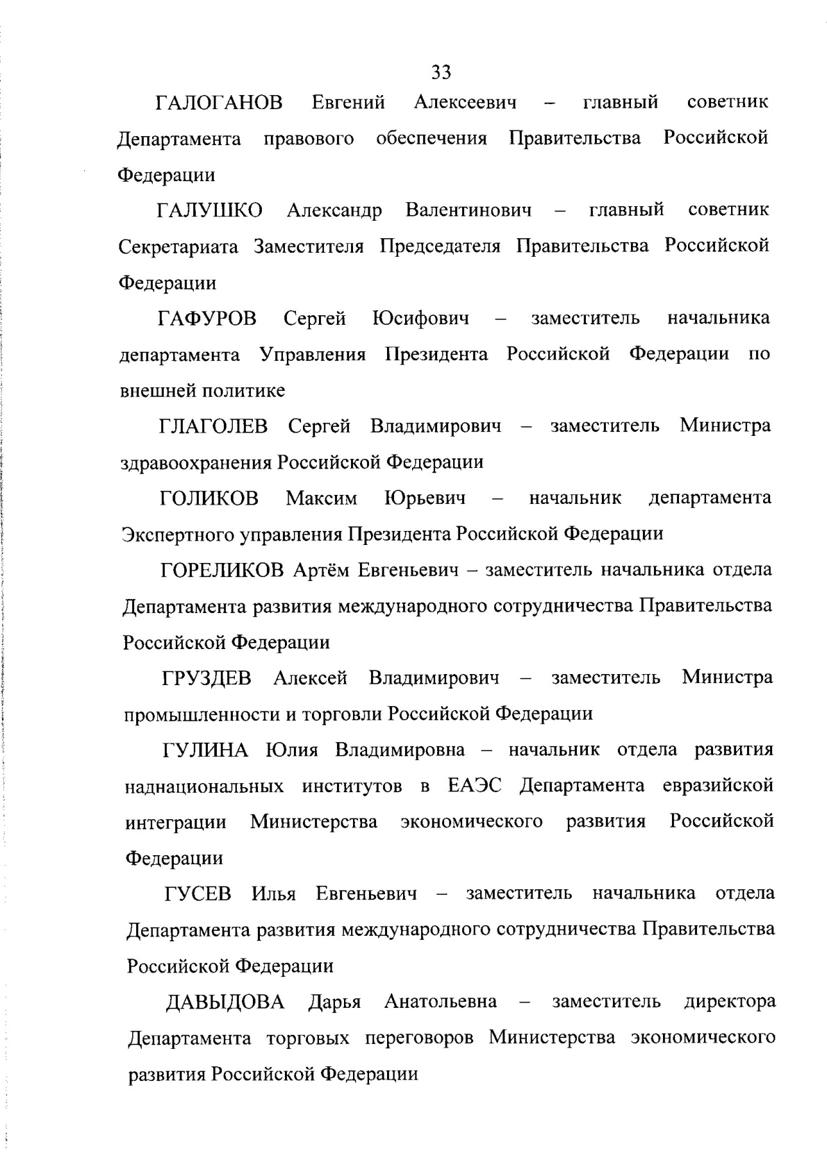 33
ГАЛОГАНОВ Евгений Алексеевич – главный советник
Департамента правового обеспечения Правительства Российской
Федерации
ГАЛУШКО Александр Валентинович – главный советник
Секретариата Заместителя Председателя Правительства Российской
Федерации
ГАФУРОВ Сергей Юсифович – заместитель начальника
департамента Управления Президента Российской Федерации по
внешней политике
ГЛАГОЛЕВ Сергей Владимирович – заместитель Министра
здравоохранения Российской Федерации
ГОЛИКОВ Максим Юрьевич – начальник департамента
Экспертного управления Президента Российской Федерации
ГОРЕЛИКОВ Артём Евгеньевич – заместитель начальника отдела
Департамента развития международного сотрудничества Правительства
Российской Федерации
ГРУЗДЕВ Алексей Владимирович – заместитель Министра
промышленности и торговли Российской Федерации
ГУЛИНА Юлия Владимировна – начальник отдела развития
наднациональных институтов в ЕАЭС Департамента евразийской
интеграции Министерства экономического развития Российской
Федерации
ГУСЕВ Илья Евгеньевич – заместитель начальника отдела
Департамента развития международного сотрудничества Правительства
Российской Федерации
ДАВЫДОВА Дарья Анатольевна – заместитель директора
Департамента торговых переговоров Министерства экономического
развития Российской Федерации